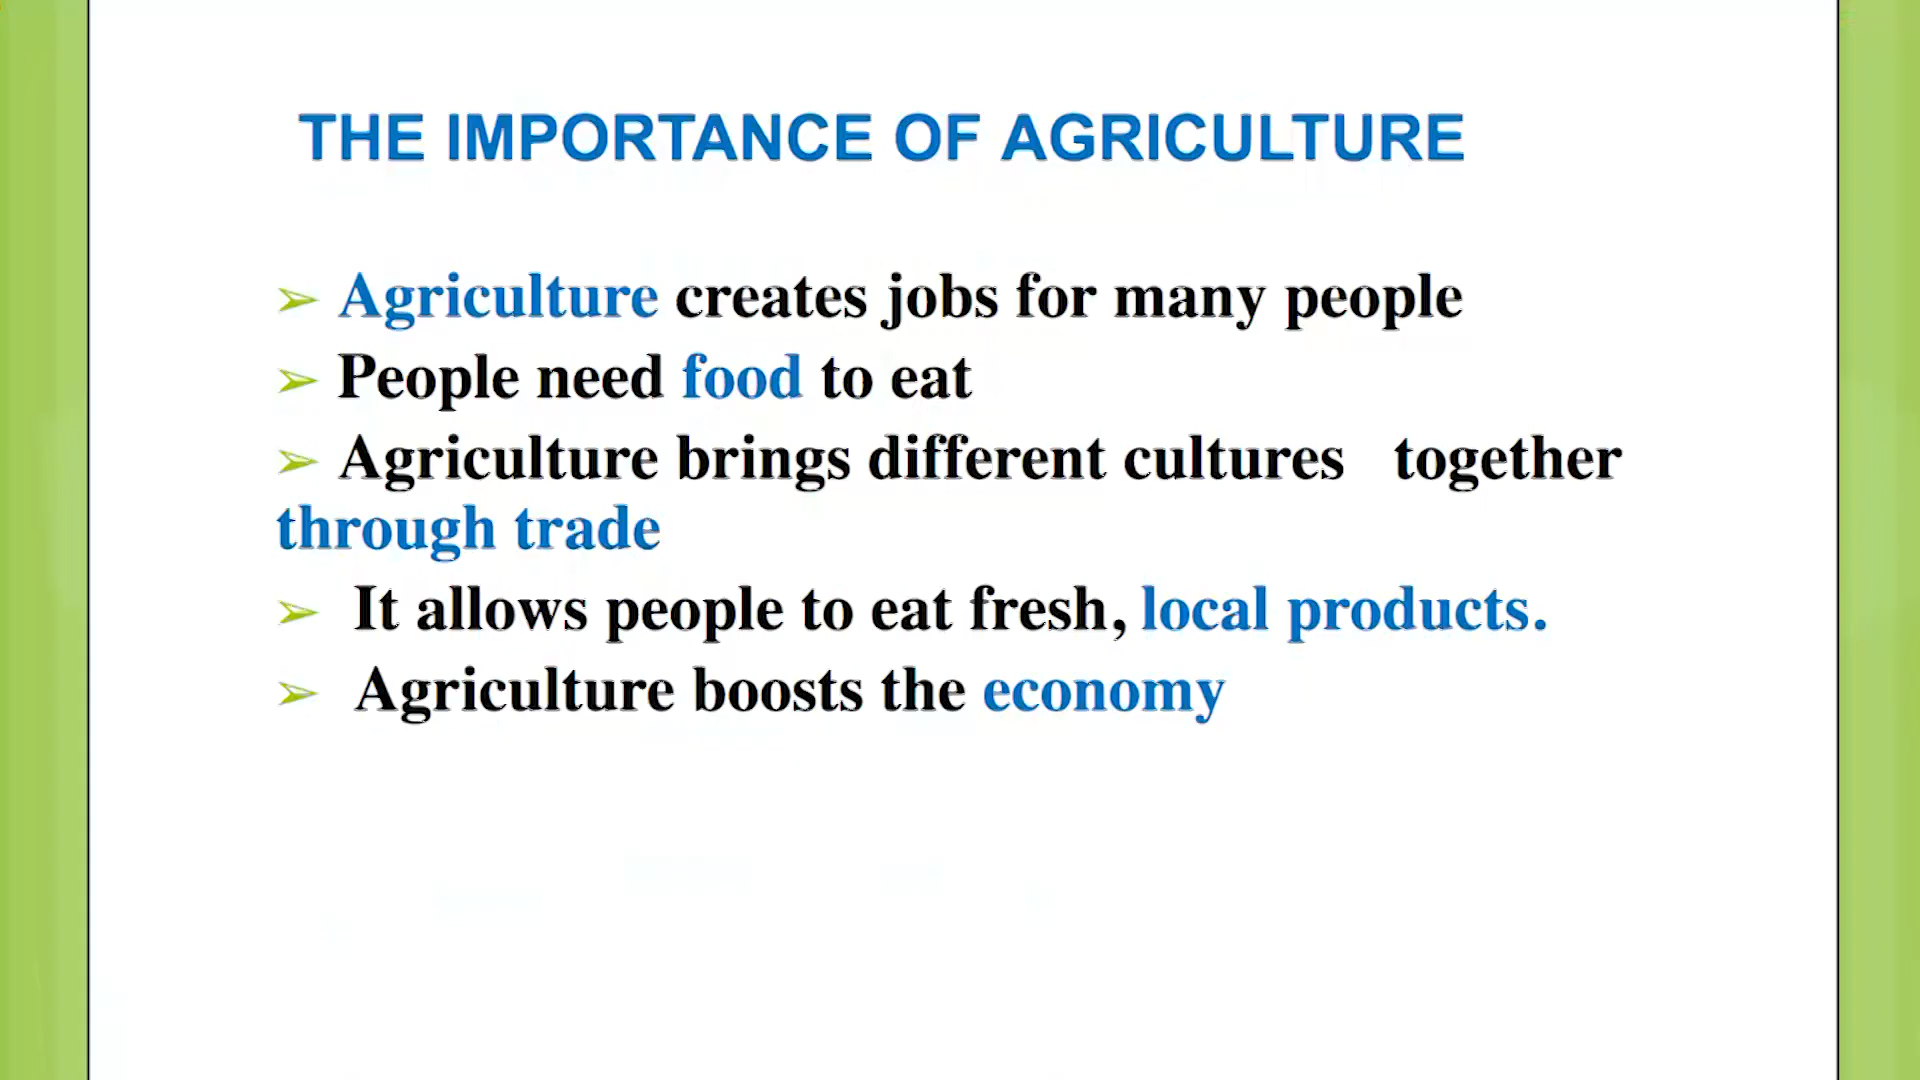 THE IMPORTANCE OF AGRICULTURE
➢ Agriculture creates jobs for many people
➢ People need food to eat
➢ Agriculture brings different cultures together
through trade
➢ It allows people to eat fresh, local products.
➢ Agriculture boosts the economy